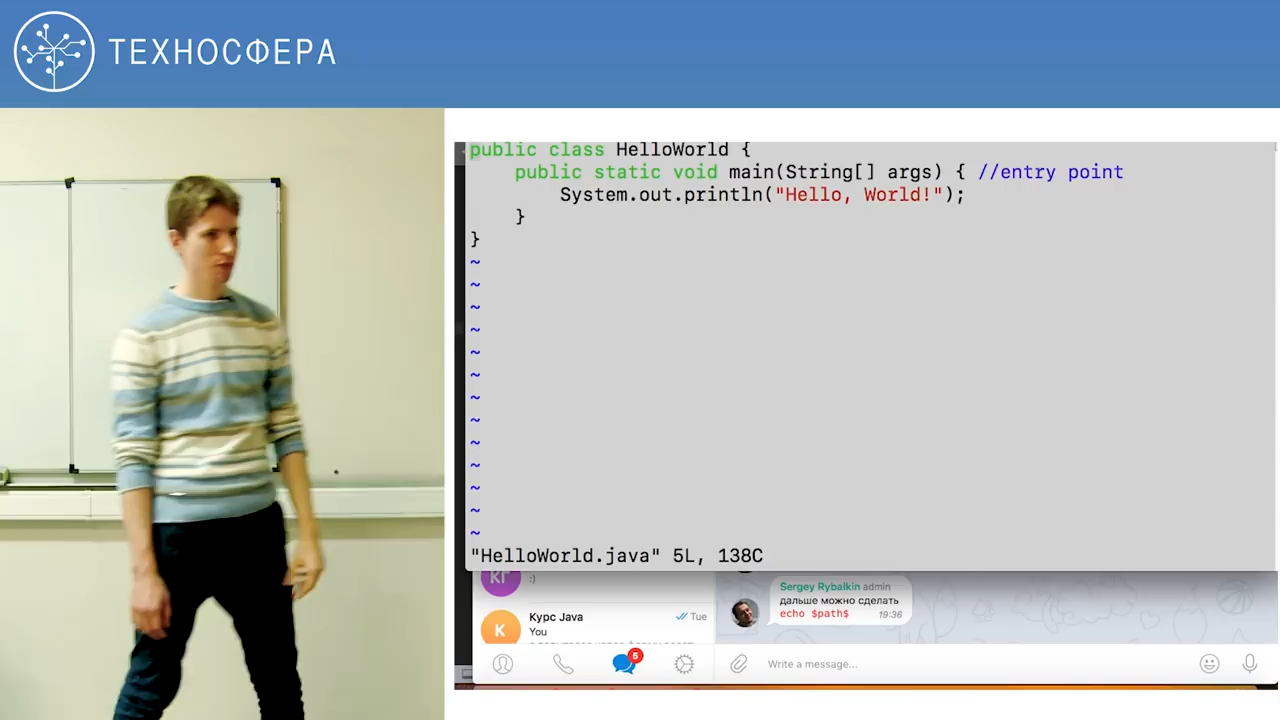 ТЕХНОСФЕРА
public class HelloWorld {
public static void main(String[] args) { //entry point
System.out.println("Hello, World!");
}
}
~
~
~
~
~
~
~
~
~
~
~
~
~
"HelloWorld.java" 5L, 138C
КГ
:)
Курс Java
Tue
К
You
5
Sergey Rybalkin admin
дальше можно сделать
echo $path$
19:36
Write a message...